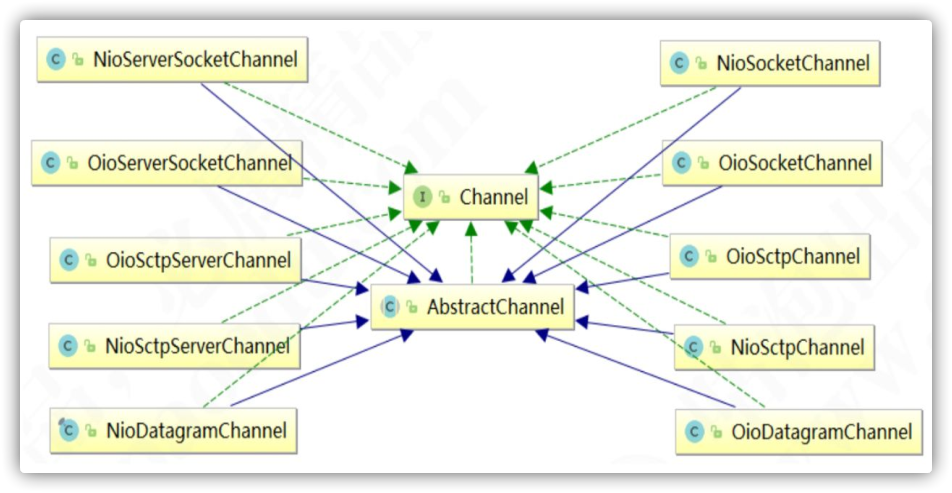 NioServerSocketChannel
NioSocketChannel
OioServerSocketChannel
OioSocketChannel
I Channel
OioSctpServerChannel
OioSctpChannel
C AbstractChannel
NioSctpServerChannel
NioSctpChannel
NioDatagramChannel
OioDatagramChannel